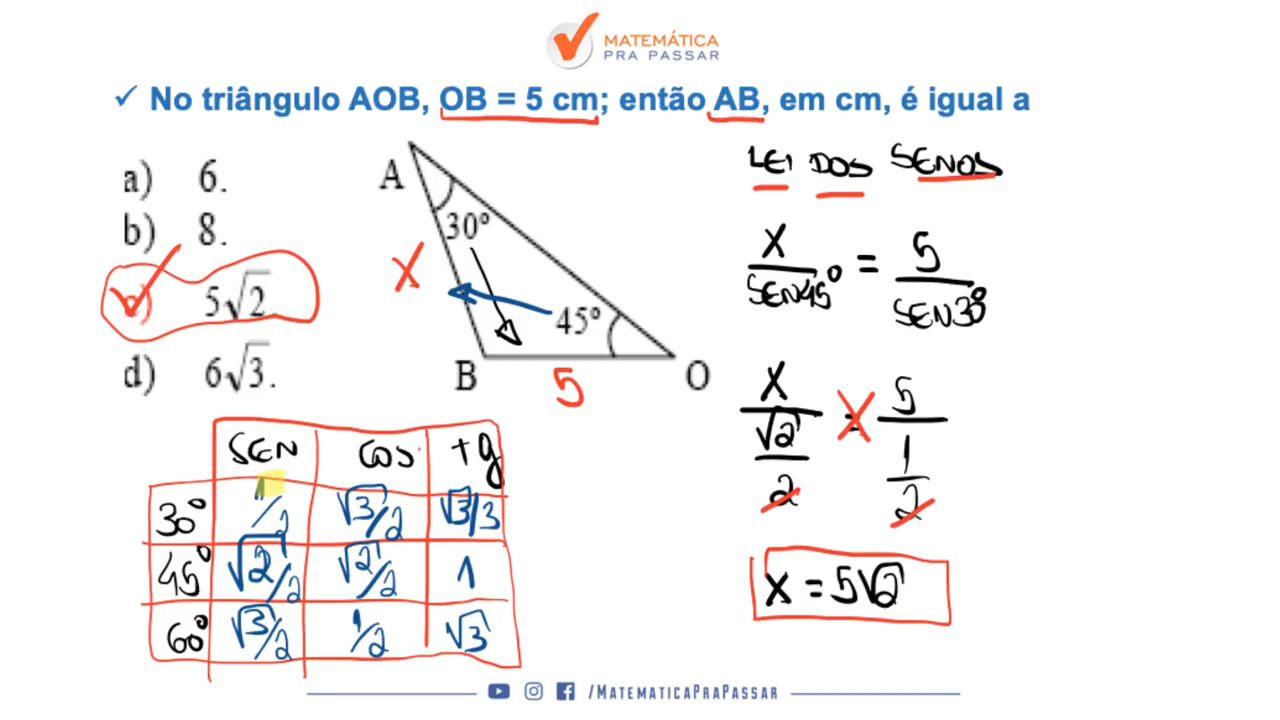 MATEMÁTICA
PRA PASSAR
✓ No triângulo AOB, OB = 5 cm; então AB, em cm, é igual a
a) 6.
b) 8.
c) 5√2
d) 6√3.
A
30º
X
45º
B
5
O
LEI DOS SENOS
X/SEN45° = 5/SEN30°
X/(√2/2) = 5/(1/2)
X = 5√2
SEN COS tg
30° 1/2 √3/2 √3/3
45° √2/2 √2/2 1
60° √3/2 1/2 √3
/MATEMATICAPRAPASSAR